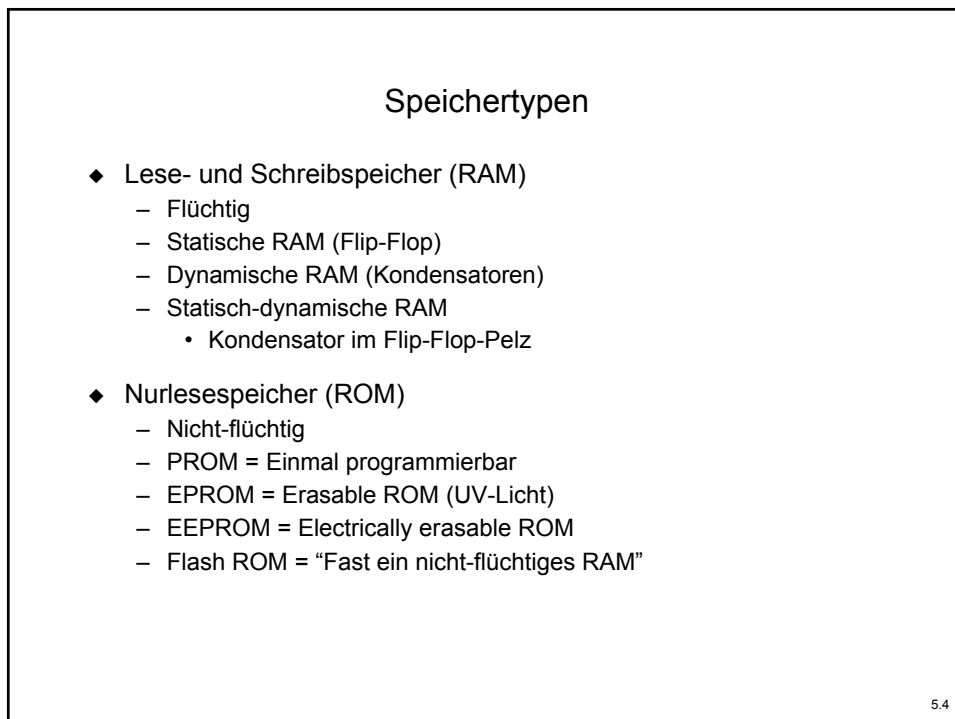 Speichertypen
◆ Lese- und Schreibspeicher (RAM)
– Flüchtig
– Statische RAM (Flip-Flop)
– Dynamische RAM (Kondensatoren)
– Statisch-dynamische RAM
• Kondensator im Flip-Flop-Pelz
◆ Nurlesespeicher (ROM)
– Nicht-flüchtig
– PROM = Einmal programmierbar
– EPROM = Erasable ROM (UV-Licht)
– EEPROM = Electrically erasable ROM
– Flash ROM = “Fast ein nicht-flüchtiges RAM”
5.4